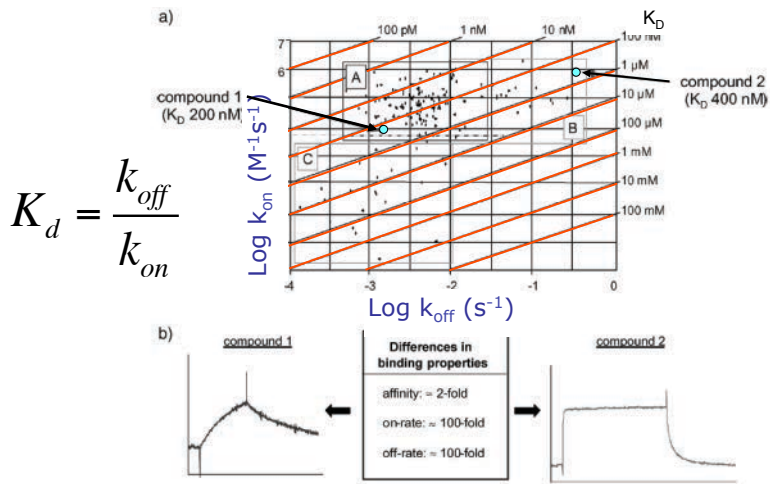 a)
K_D
100 pM
1 nM
10 nM
100 nM
7
6
A
B
C
1 µM
10 µM
100 µM
1 mM
10 mM
100 mM
compound 1
(K_D 200 nM)
compound 2
(K_D 400 nM)
Log k_on (M⁻¹s⁻¹)
K_d = k_off / k_on
-4
-3
-2
-1
0
Log k_off (s⁻¹)
b)
compound 1
Differences in
binding properties
affinity: ≈ 2-fold
on-rate: ≈ 100-fold
off-rate: ≈ 100-fold
compound 2